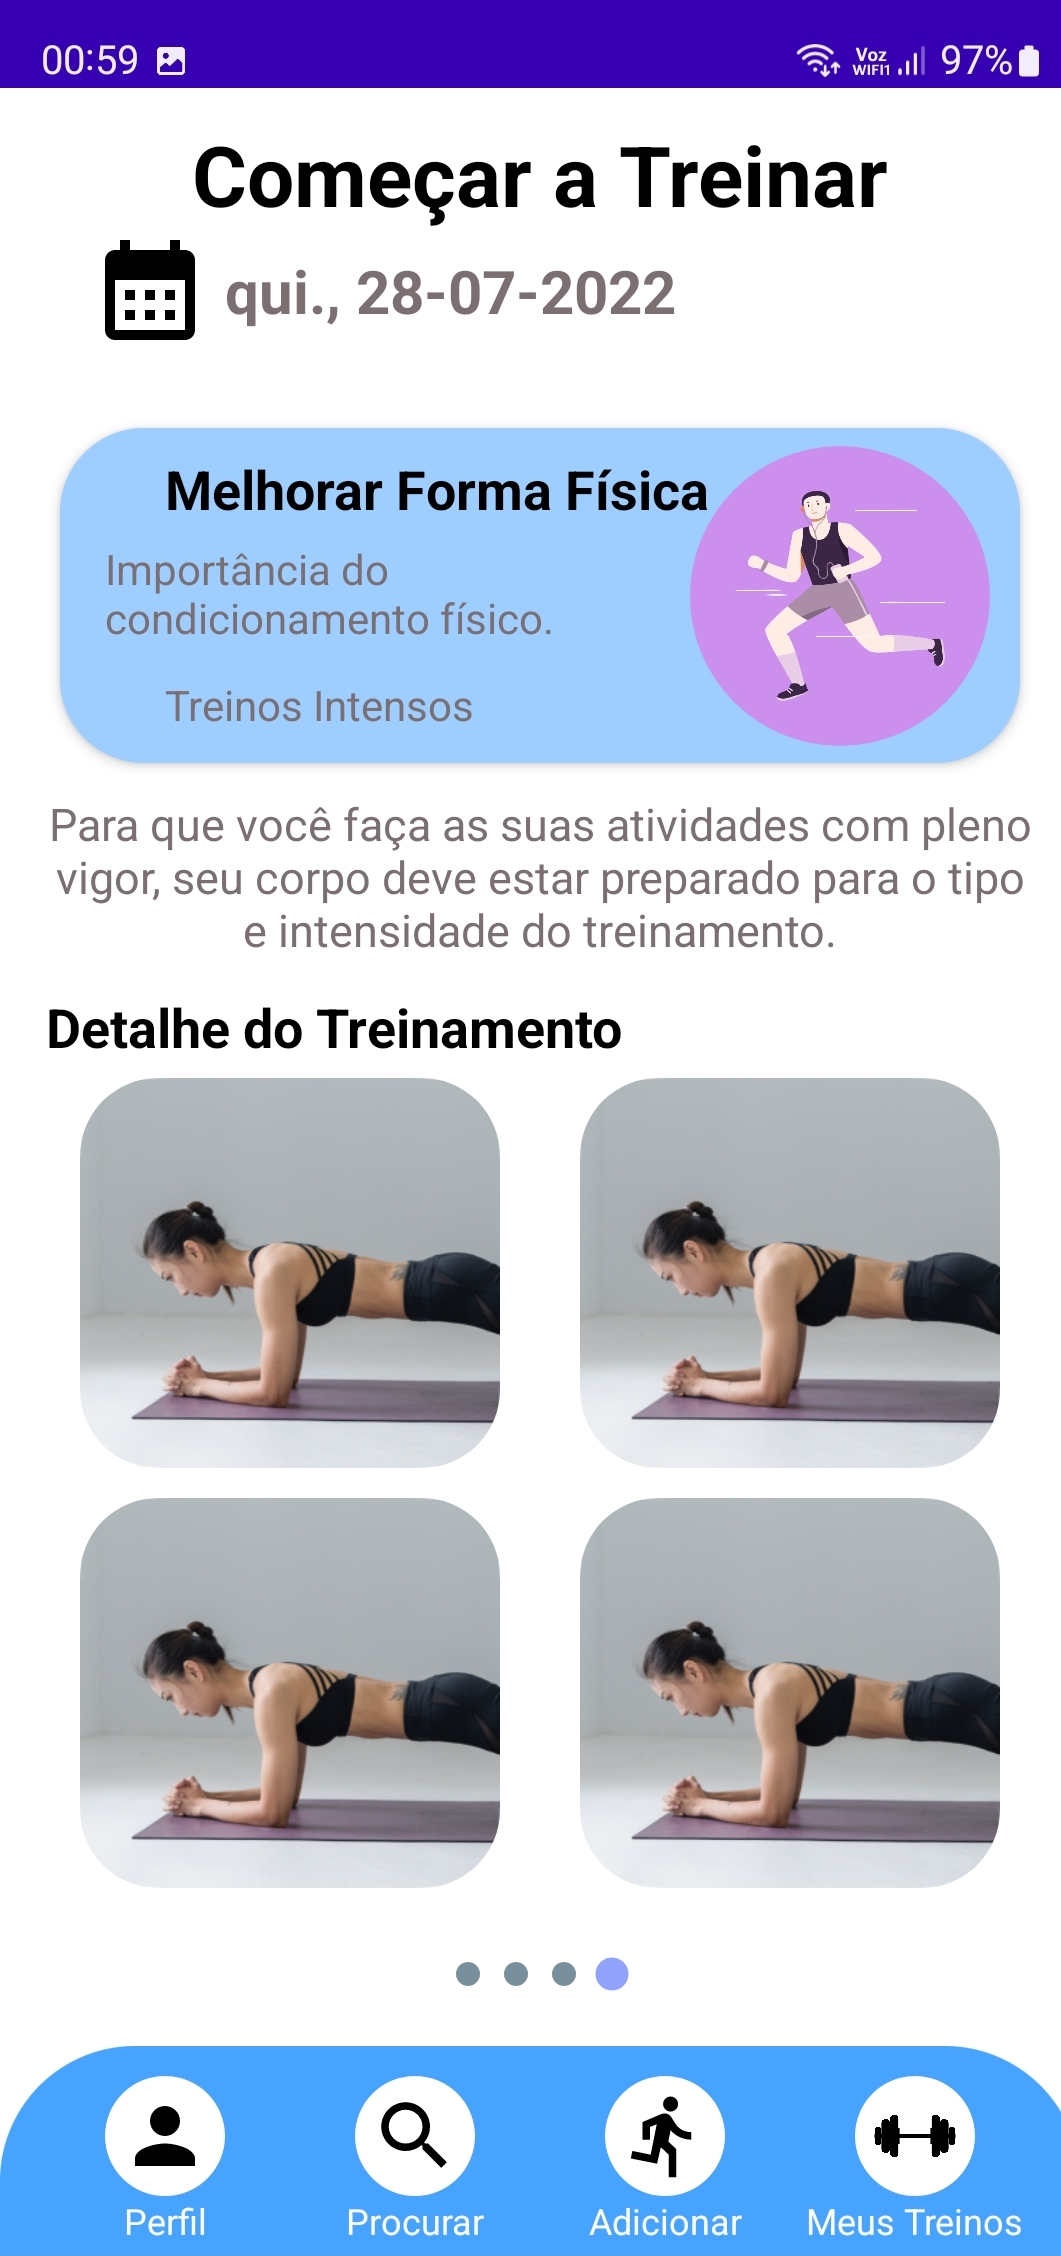 00:59
Voz
WIFI1
97%
Começar a Treinar
qui., 28-07-2022
Melhorar Forma Física
Importância do
condicionamento físico.
Treinos Intensos
Para que você faça as suas atividades com pleno
vigor, seu corpo deve estar preparado para o tipo
e intensidade do treinamento.
Detalhe do Treinamento
Perfil
Procurar
Adicionar
Meus Treinos